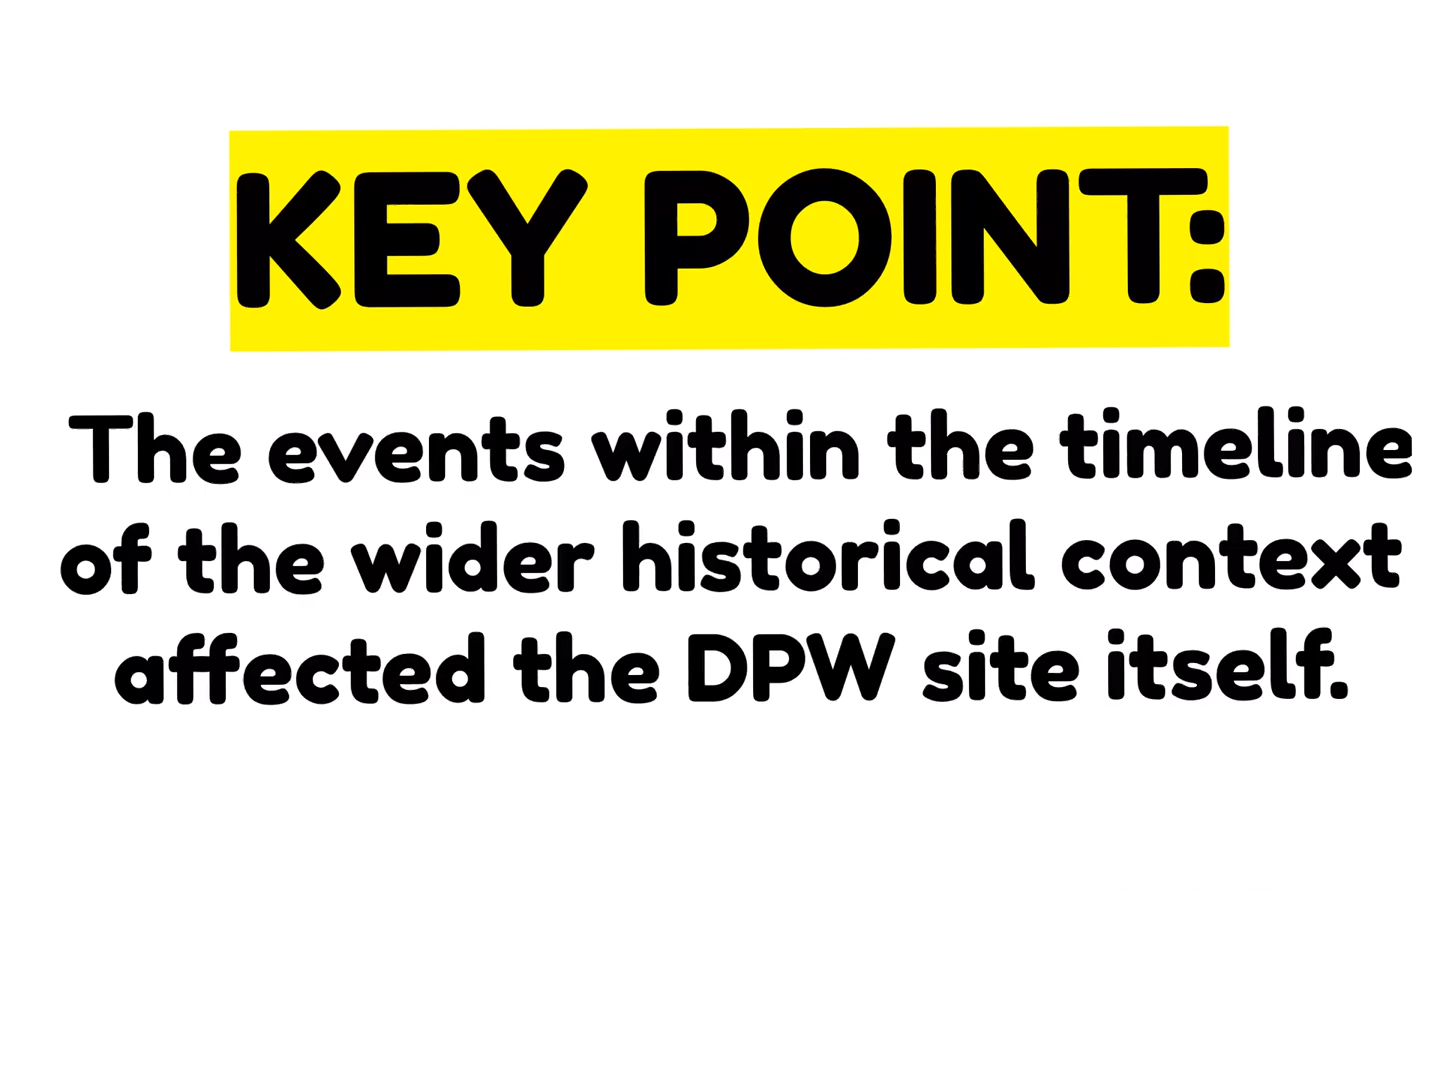 KEY POINT:
The events within the timeline
of the wider historical context
affected the DPW site itself.